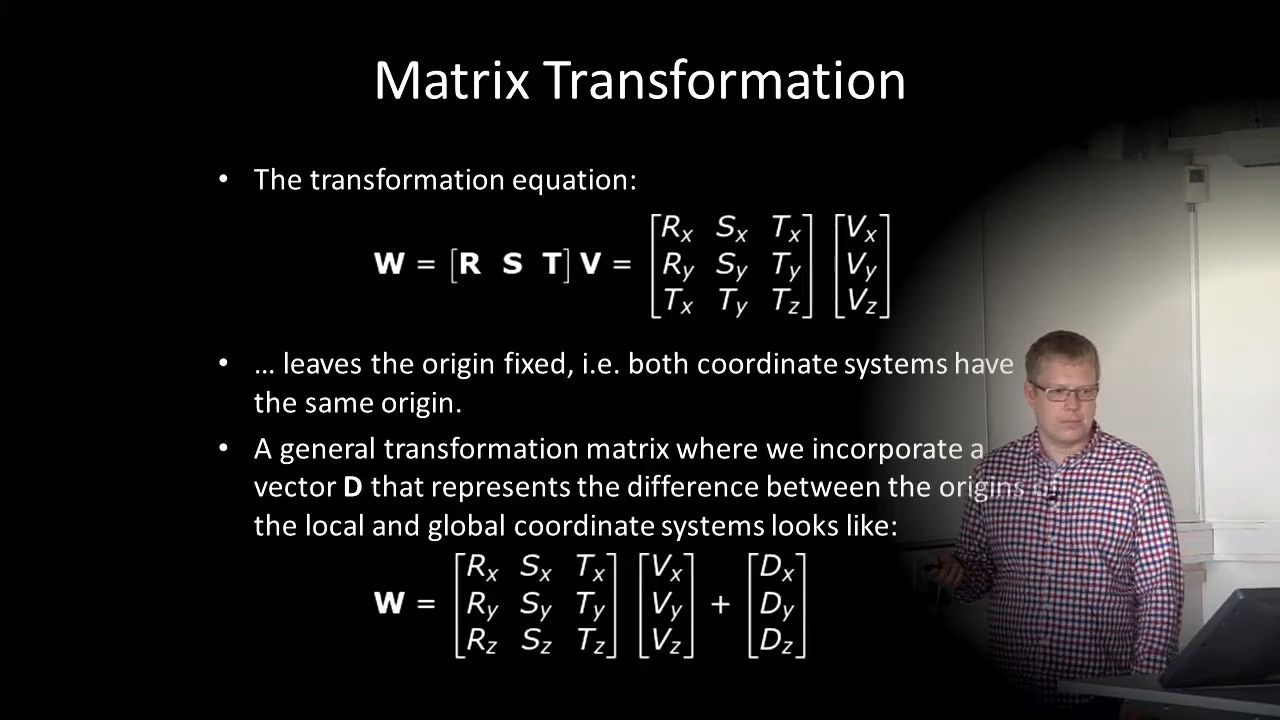 Matrix Transformation
• The transformation equation:
W = [R S T] V = [Rx Sx Tx; Ry Sy Ty; Tx Ty Tz] [Vx; Vy; Vz]
• ... leaves the origin fixed, i.e. both coordinate systems have
the same origin.
• A general transformation matrix where we incorporate a
vector D that represents the difference between the origins of
the local and global coordinate systems looks like:
W = [Rx Sx Tx; Ry Sy Ty; Rz Sz Tz] [Vx; Vy; Vz] + [Dx; Dy; Dz]